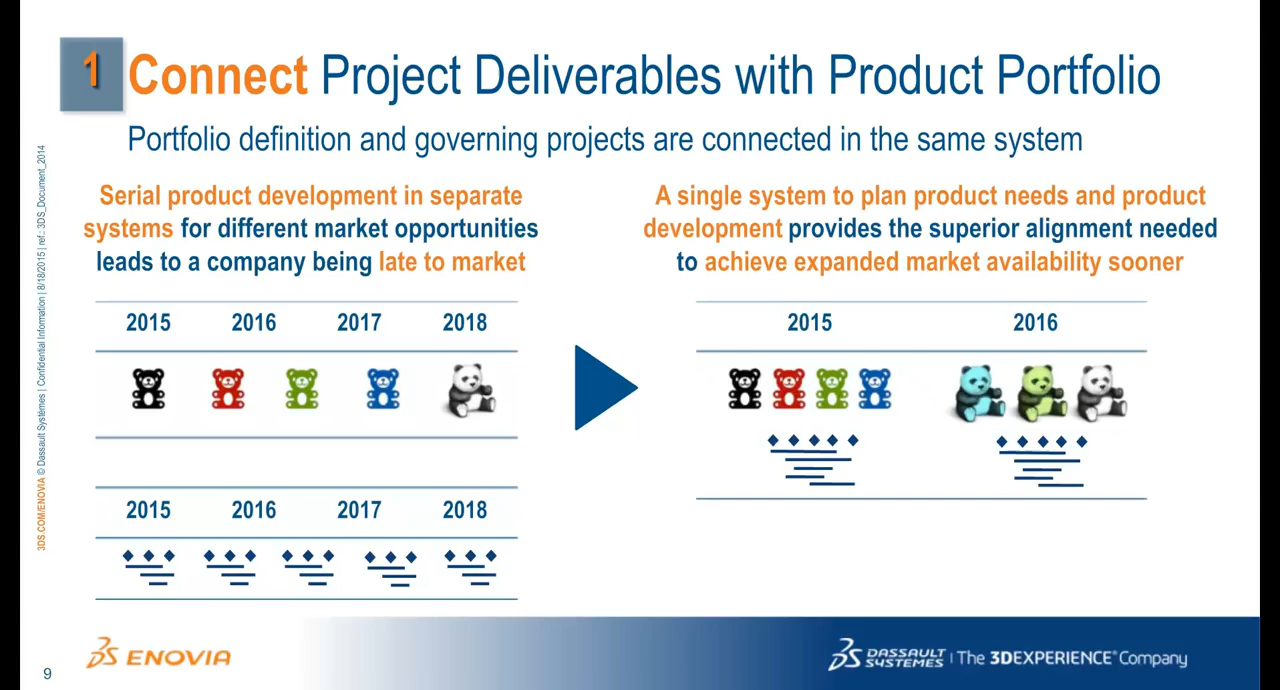 1 Connect Project Deliverables with Product Portfolio
Portfolio definition and governing projects are connected in the same system
Serial product development in separate
systems for different market opportunities
leads to a company being late to market
2015 2016 2017 2018
2015 2016 2017 2018
A single system to plan product needs and product
development provides the superior alignment needed
to achieve expanded market availability sooner
2015 2016
3DS.COM/ENOVIA © Dassault Systèmes | Confidential Information | 8/18/2015 | ref.: 3DS_Document_2014
9
ENOVIA
DASSAULT
SYSTEMES | The 3DEXPERIENCE® Company